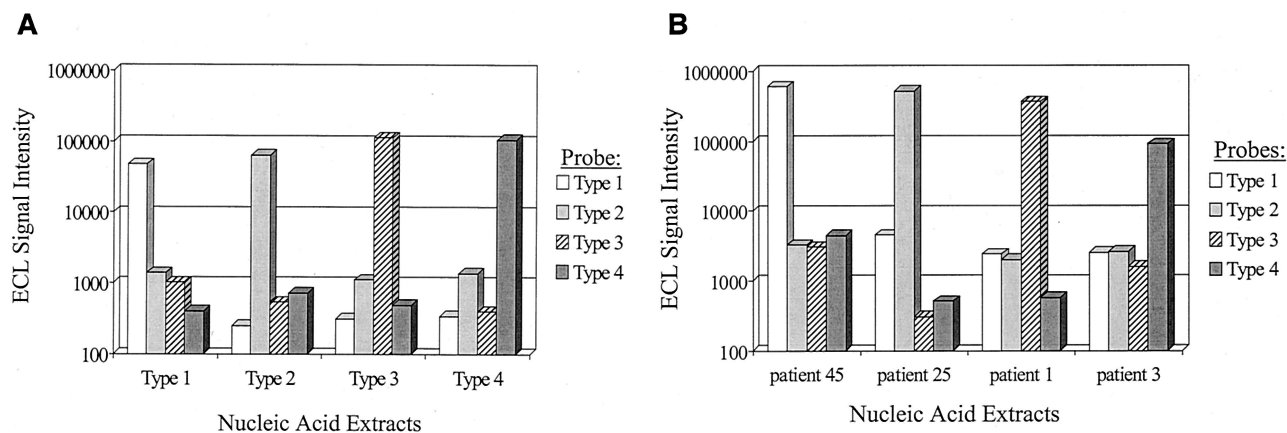 A
ECL Signal Intensity
1000000
100000
10000
1000
100
Type 1
Type 2
Type 3
Type 4
Nucleic Acid Extracts
Probe:
Type 1
Type 2
Type 3
Type 4
B
ECL Signal Intensity
1000000
100000
10000
1000
100
patient 45
patient 25
patient 1
patient 3
Nucleic Acid Extracts
Probes:
Type 1
Type 2
Type 3
Type 4